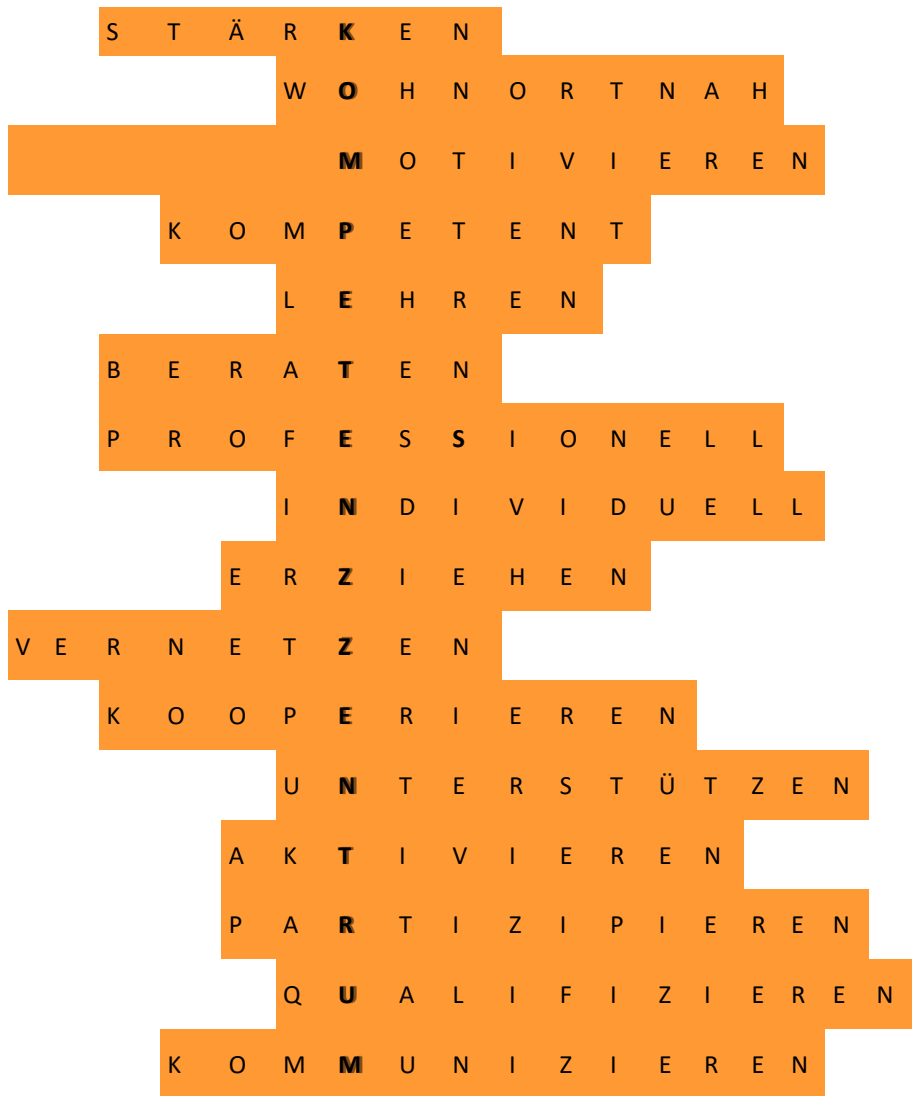 STÄRKEN
WOHNORTNAH
MOTIVIEREN
KOMPETENT
LEHREN
BERATEN
PROFESSIONELL
INDIVIDUELL
ERZIEHEN
VERNETZEN
KOOPERIEREN
UNTERSTÜTZEN
AKTIVIEREN
PARTIZIPIEREN
QUALIFIZIEREN
KOMMUNIZIEREN